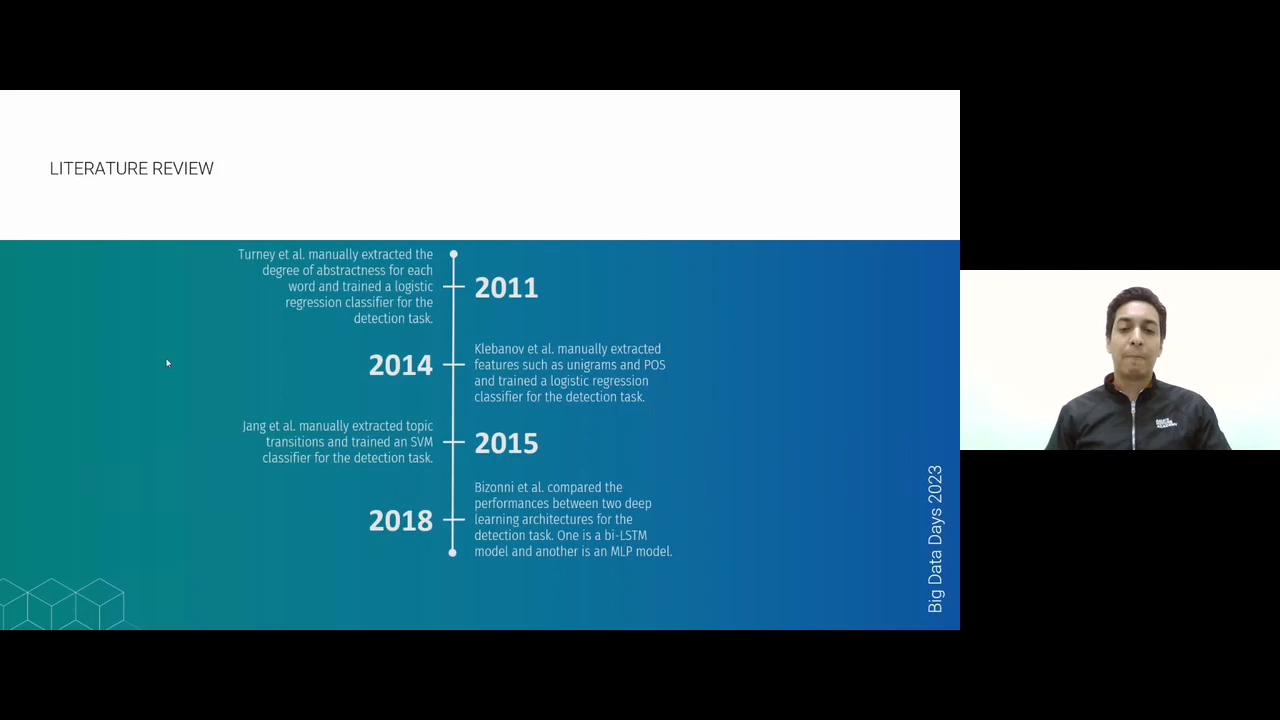 LITERATURE REVIEW
Turney et al. manually extracted the
degree of abstractness for each
word and trained a logistic
regression classifier for the
detection task.
2011
2014
Klebanov et al. manually extracted
features such as unigrams and POS
and trained a logistic regression
classifier for the detection task.
Jang et al. manually extracted topic
transitions and trained an SVM
classifier for the detection task.
2015
2018
Bizonni et al. compared the
performances between two deep
learning architectures for the
detection task. One is a bi-LSTM
model and another is an MLP model.
Big Data Days 2023